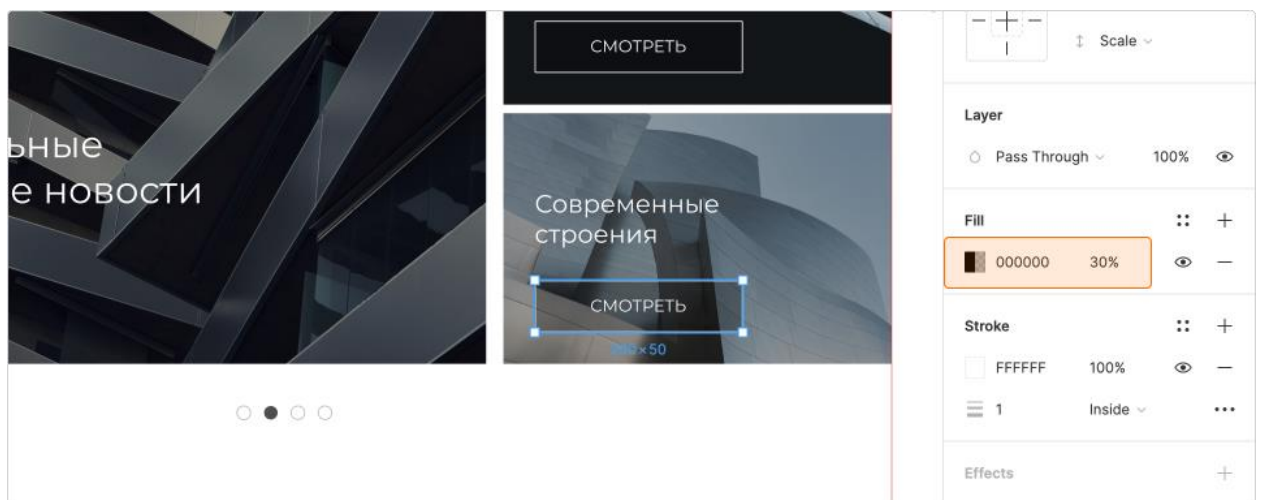 СМОТРЕТЬ
ьные
е новости
Современные
строения
СМОТРЕТЬ
Scale
Layer
Pass Through 100%
Fill
000000 30%
Stroke
FFFFFF 100%
1 Inside
Effects